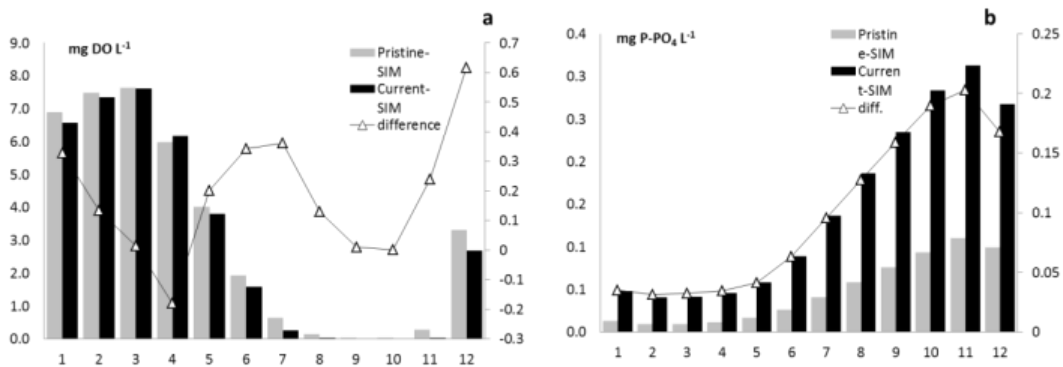 a
mg DO L-1
9.0
8.0
7.0
6.0
5.0
4.0
3.0
2.0
1.0
0.0
Pristine-
SIM
Current-
SIM
difference
0.7
0.6
0.5
0.4
0.3
0.2
0.1
0
-0.1
-0.2
-0.3
1 2 3 4 5 6 7 8 9 10 11 12
b
mg P-PO4 L-1
0.4
0.3
0.3
0.2
0.2
0.1
0.1
0.0
Pristin
e-SIM
Curren
t-SIM
diff.
0.25
0.2
0.15
0.1
0.05
0
1 2 3 4 5 6 7 8 9 10 11 12